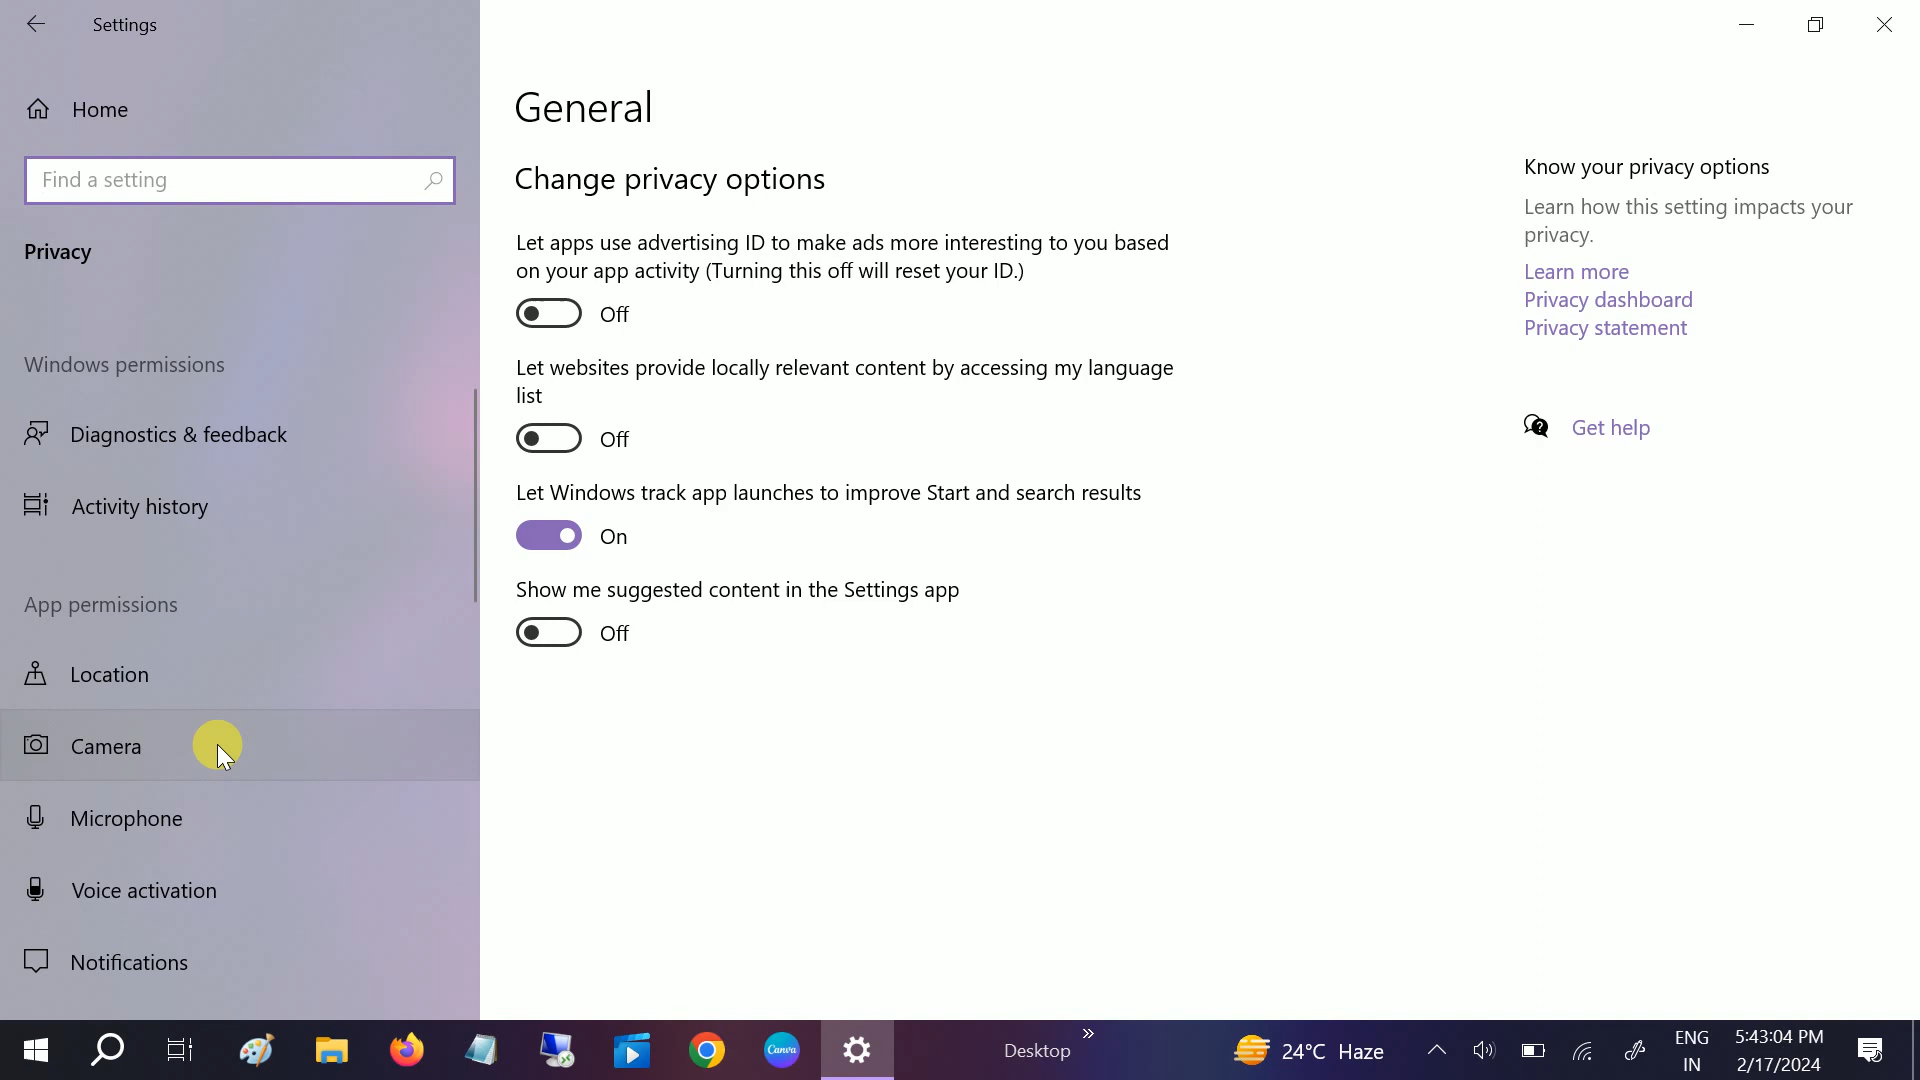 Settings
Home
Find a setting
Privacy
Windows permissions
Diagnostics & feedback
Activity history
App permissions
Location
Camera
Microphone
Voice activation
Notifications
General
Change privacy options
Let apps use advertising ID to make ads more interesting to you based
on your app activity (Turning this off will reset your ID.)
Off
Let websites provide locally relevant content by accessing my language
list
Off
Let Windows track app launches to improve Start and search results
On
Show me suggested content in the Settings app
Off
Know your privacy options
Learn how this setting impacts your
privacy.
Learn more
Privacy dashboard
Privacy statement
Get help
Canva
Desktop
24°C Haze
ENG
IN
5:43:04 PM
2/17/2024